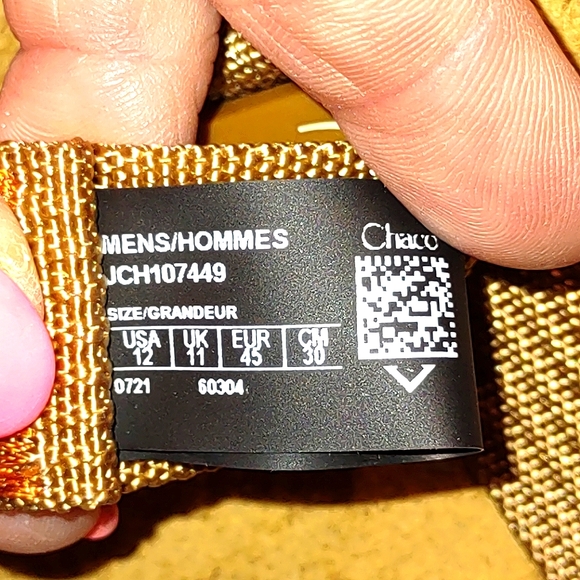 MENS/HOMMES
JCH107449
SIZE/GRANDEUR
USA UK EUR CM
12 11 45 30
0721 60304
Chaco